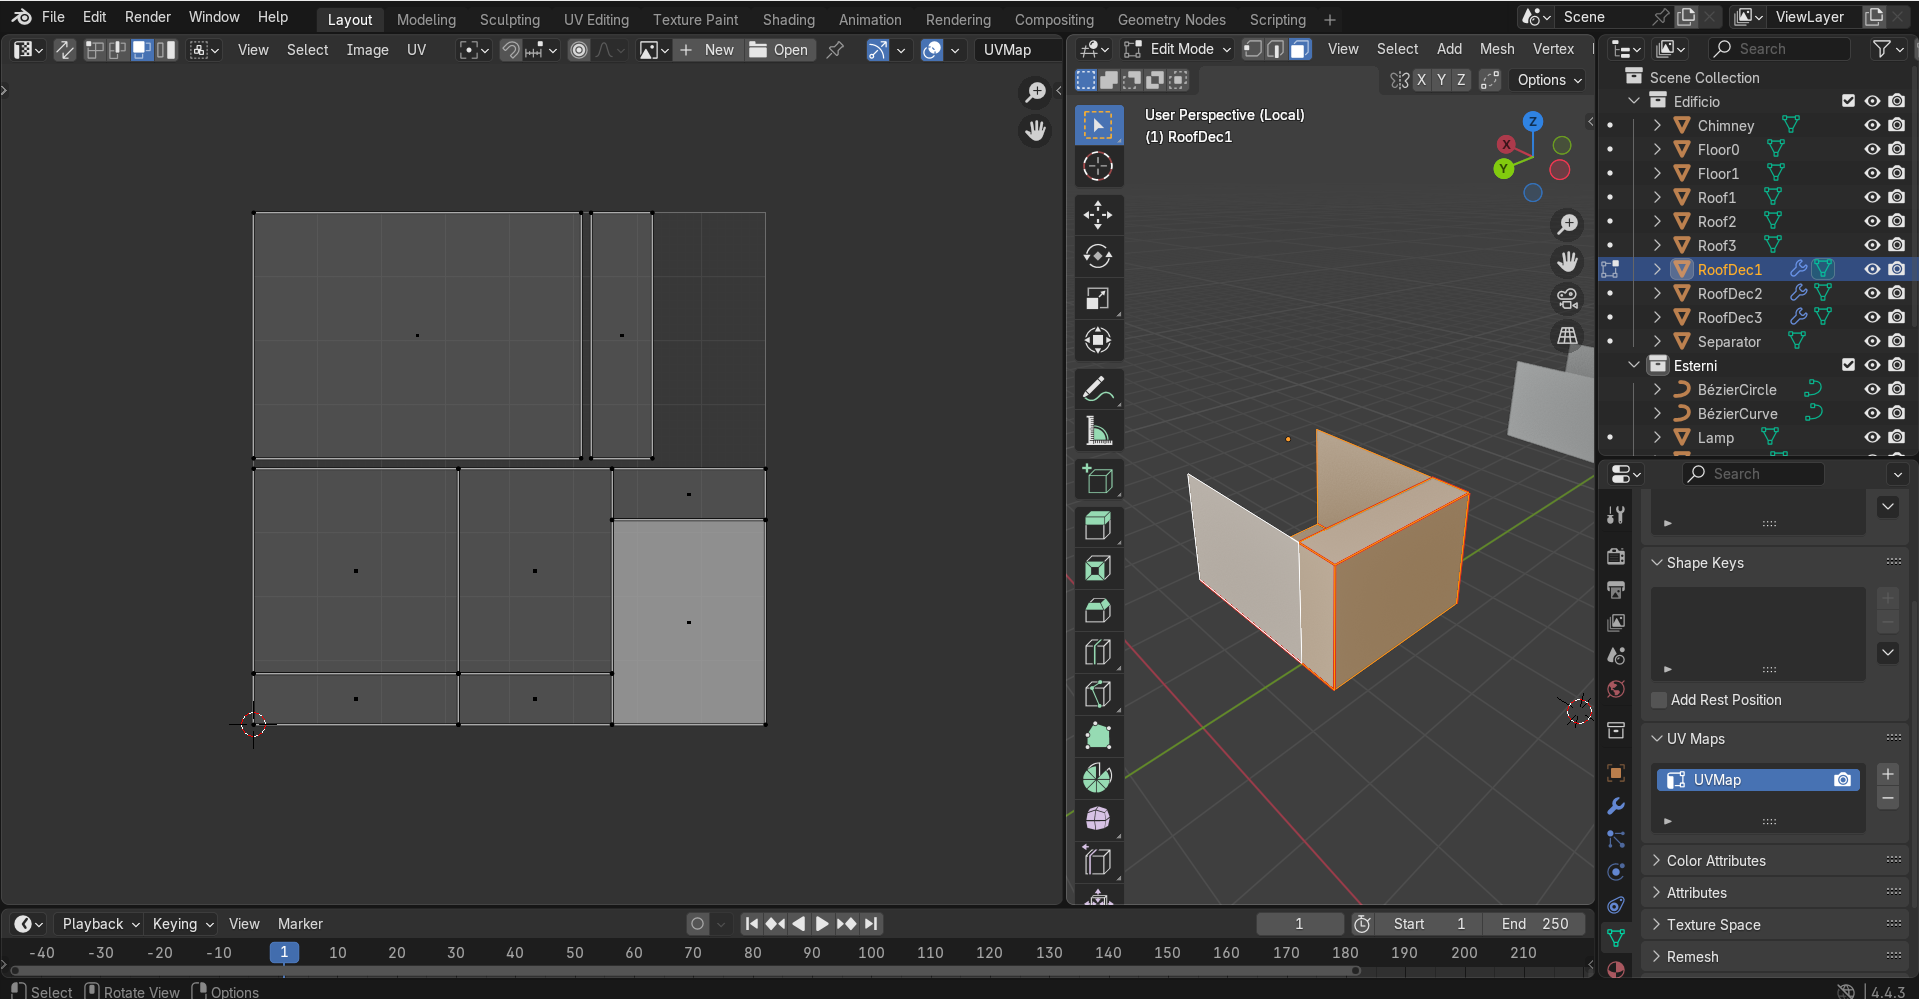 File Edit Render Window Help Layout Modeling Sculpting UV Editing Texture Paint Shading Animation Rendering Compositing Geometry Nodes Scripting + Scene ViewLayer
View Select Image UV New Open UVMap
Edit Mode View Select Add Mesh Vertex
Search
X Y Z Options
User Perspective (Local)
(1) RoofDec1
Z
X
Y
Scene Collection
Edificio
Chimney
Floor0
Floor1
Roof1
Roof2
Roof3
RoofDec1
RoofDec2
RoofDec3
Separator
Esterni
BézierCircle
BézierCurve
Lamp
Search
Shape Keys
Add Rest Position
UV Maps
UVMap
Color Attributes
Attributes
Texture Space
Remesh
Playback Keying View Marker 1 Start 1 End 250
-40 -30 -20 -10 1 10 20 30 40 50 60 70 80 90 100 110 120 130 140 150 160 170 180 190 200 210
Select Rotate View Options 4.4.3